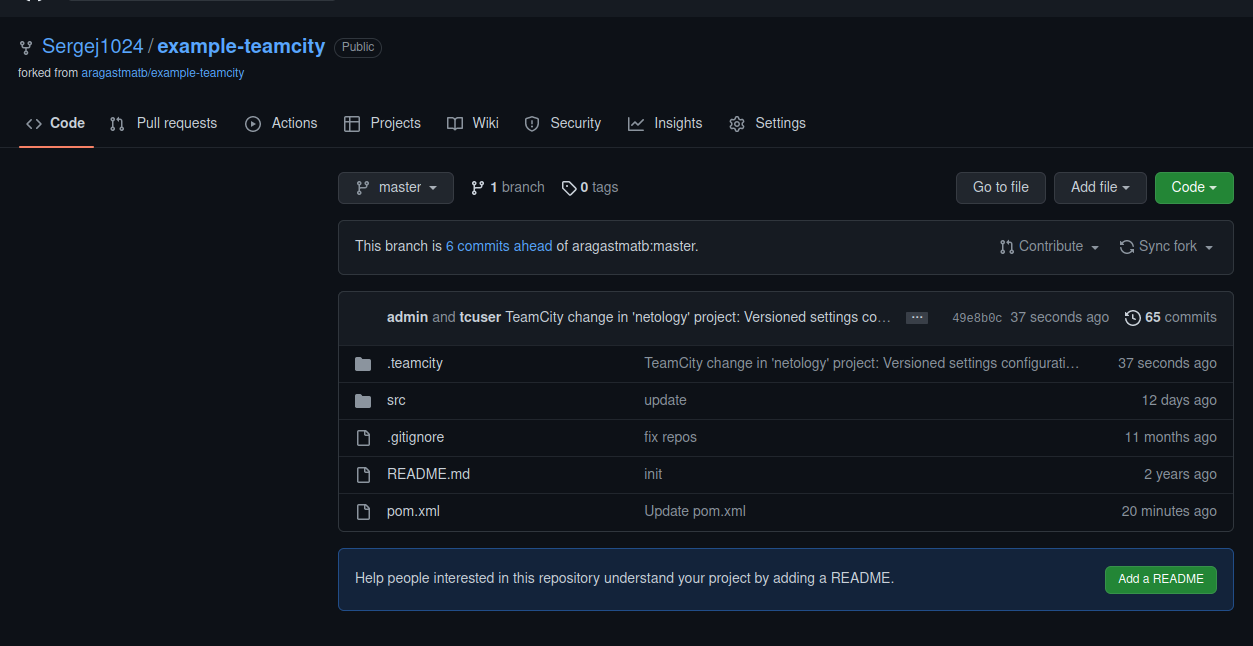 Sergej1024 / example-teamcity Public
forked from aragastmatb/example-teamcity
Code Pull requests Actions Projects Wiki Security Insights Settings
master 1 branch 0 tags Go to file Add file Code
This branch is 6 commits ahead of aragastmatb:master. Contribute Sync fork
admin and tcuser TeamCity change in 'netology' project: Versioned settings co… ... 49e8b0c 37 seconds ago 65 commits
.teamcity TeamCity change in 'netology' project: Versioned settings configurati… 37 seconds ago
src update 12 days ago
.gitignore fix repos 11 months ago
README.md init 2 years ago
pom.xml Update pom.xml 20 minutes ago
Help people interested in this repository understand your project by adding a README. Add a README